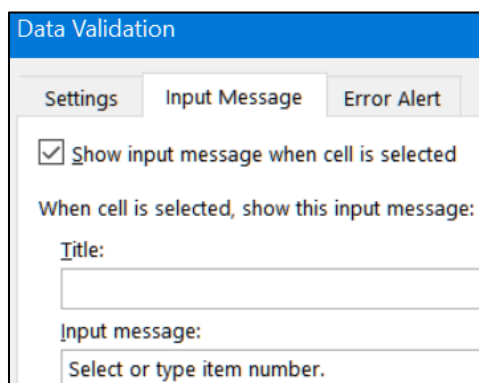 Data Validation
Settings Input Message Error Alert
Show input message when cell is selected
When cell is selected, show this input message:
Title:
Input message:
Select or type item number.